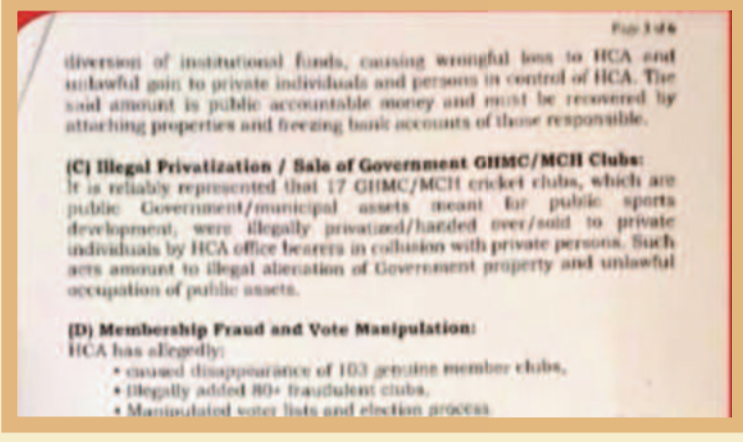 Page 3 of 6
diversion of institutional funds, causing wrongful loss to HCA and
unlawful gain to private individuals and persons in control of HCA. The
said amount is public accountable money and must be recovered by
attaching properties and freezing bank accounts of those responsible.
(C) Illegal Privatization / Sale of Government GHMC/MCH Clubs:
It is reliably represented that 17 GHMC/MCH cricket clubs, which are
public Government/municipal assets meant for public sports
development, were illegally privatized/handed over/sold to private
individuals by HCA office bearers in collusion with private persons. Such
acts amount to illegal alienation of Government property and unlawful
occupation of public assets.
(D) Membership Fraud and Vote Manipulation:
HCA has allegedly:
• caused disappearance of 103 genuine member clubs,
• Illegally added 80+ fraudulent clubs,
• Manipulated voter lists and election process